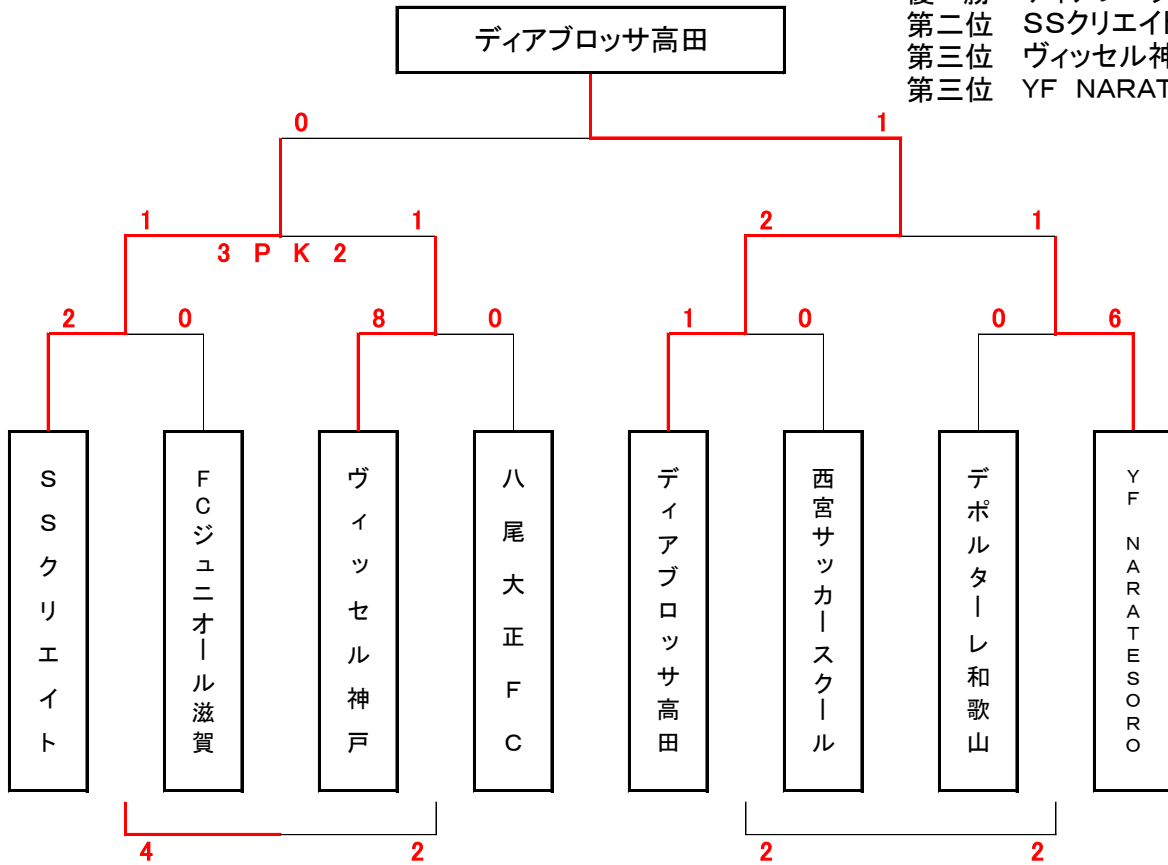 ディアブロッサ高田
第二位 SSクリエイ
第三位 ヴィッセル神
第三位 YF NARAT
0 1
1 1 2 1
3 P K 2
2 0 8 0 1 0 0 6
SSクリエイト
FCジュニオール滋賀
ヴィッセル神戸
八尾大正FC
ディアブロッサ高田
西宮サッカースクール
デポルターレ和歌山
YF NARATESORO
4 2 2 2